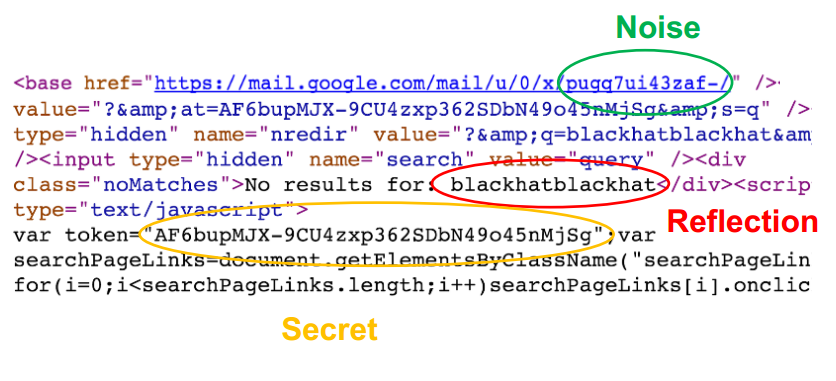 Noise
<base href="https://mail.google.com/mail/u/0/x/pugq7ui43zaf-/" />
value="?&amp;at=AF6bupMJX-9CU4zxp362SDbN49o45nMjSg&amp;s=q" />
type="hidden" name="nredir" value="?&amp;q=blackhatblackhat&am
/><input type="hidden" name="search" value="query" /><div
class="noMatches">No results for: blackhatblackhat</div><scrip
Reflection
type="text/javascript">
var token="AF6bupMJX-9CU4zxp362SDbN49o45nMjSg";var
searchPageLinks=document.getElementsByClassName("searchPageLin
for(i=0;i<searchPageLinks.length;i++)searchPageLinks[i].onclic
Secret